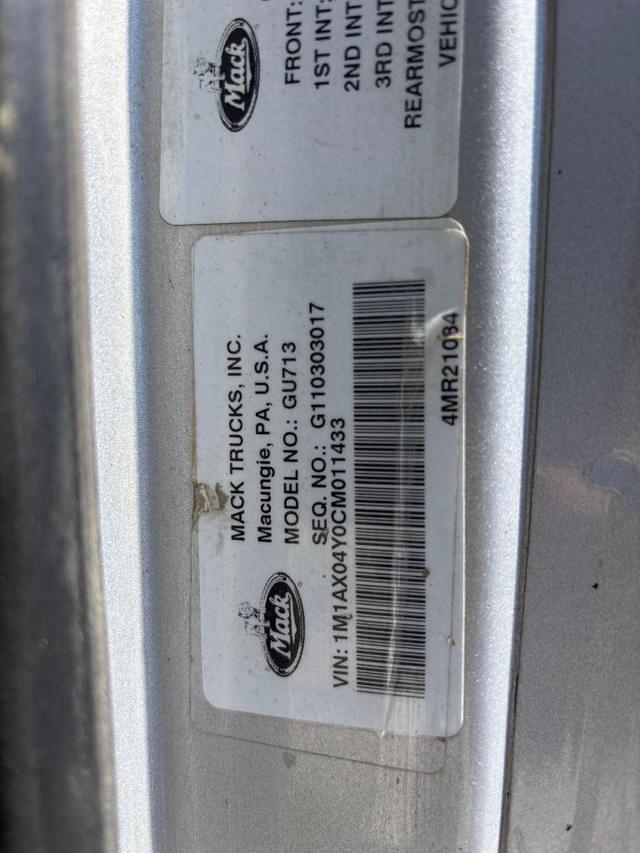 Mack
FRONT:
1ST INT:
2ND INT
3RD INT
REARMOST
VEHIC
MACK TRUCKS, INC.
Macungie, PA, U.S.A.
MODEL NO.: GU713
SEQ. NO.: G110303017
Mack
VIN: 1M1AX04Y0CM011433
4MR21084